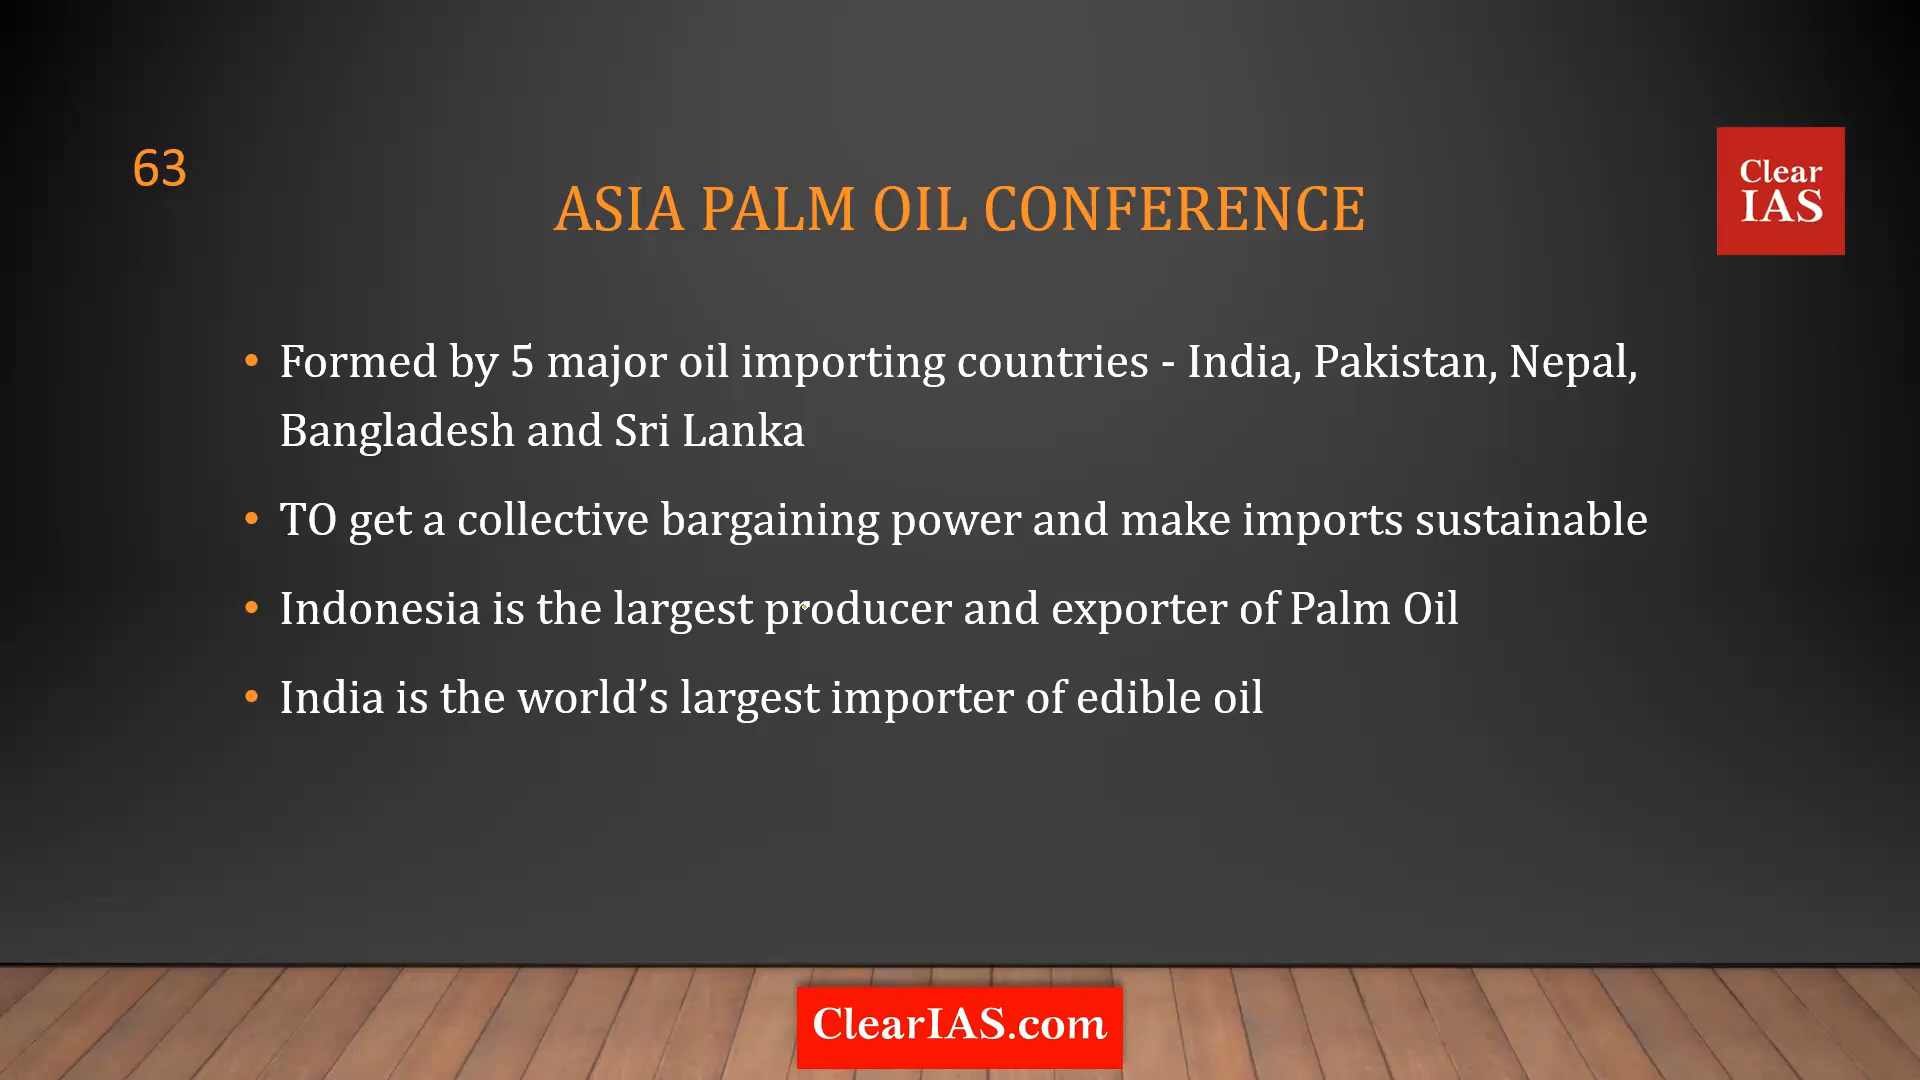 63
Clear
IAS
ASIA PALM OIL CONFERENCE
• Formed by 5 major oil importing countries - India, Pakistan, Nepal,
Bangladesh and Sri Lanka
• TO get a collective bargaining power and make imports sustainable
• Indonesia is the largest producer and exporter of Palm Oil
• India is the world’s largest importer of edible oil
ClearIAS.com